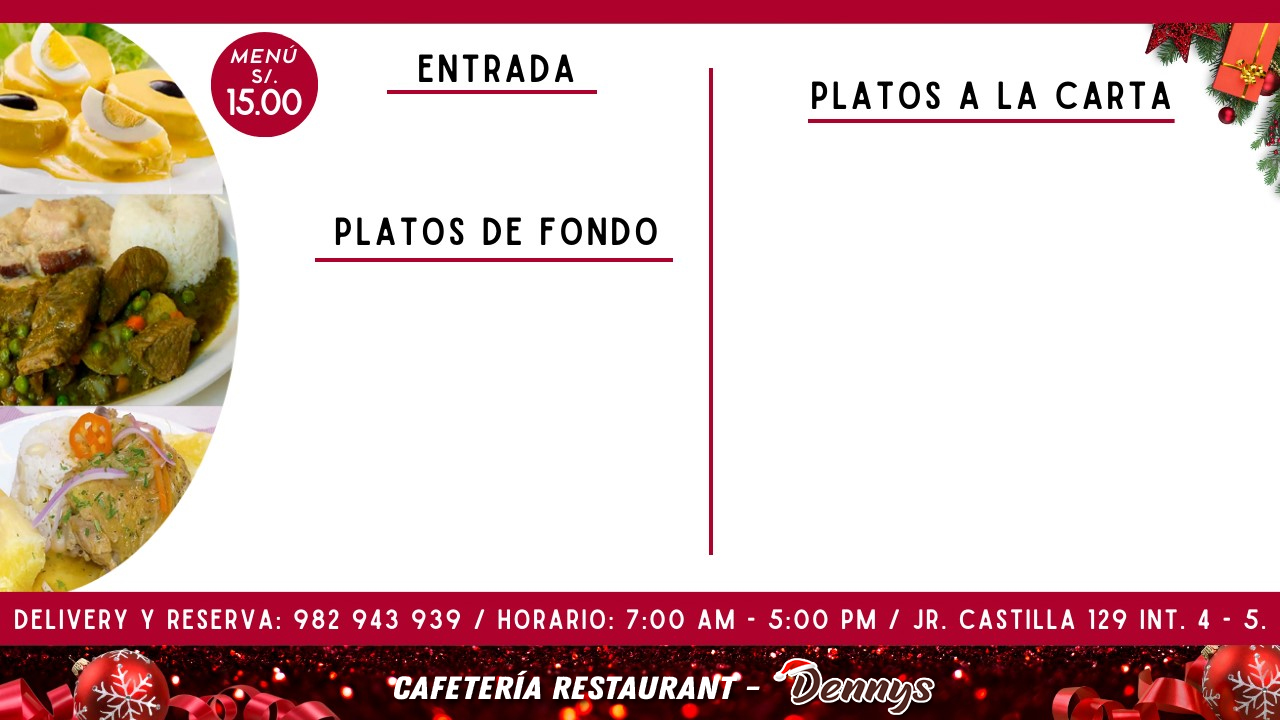 MENÚ
S/.
15.00
ENTRADA
PLATOS DE FONDO
PLATOS A LA CARTA
DELIVERY Y RESERVA: 982 943 939 / HORARIO: 7:00 AM - 5:00 PM / JR. CASTILLA 129 INT. 4 - 5.
CAFETERÍA RESTAURANT - Dennys